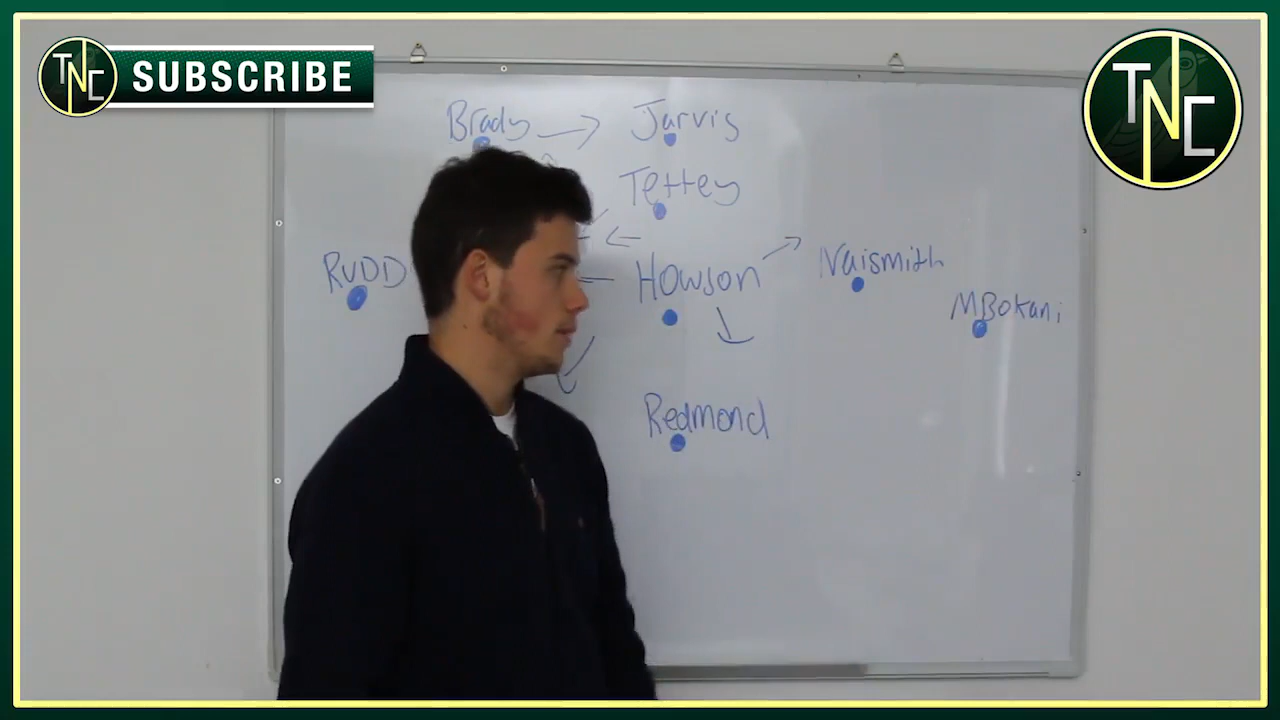 TNC SUBSCRIBE
TNC
Brady
Jarvis
Tettey
RUDD
Howson
Naismith
MBokani
Redmond